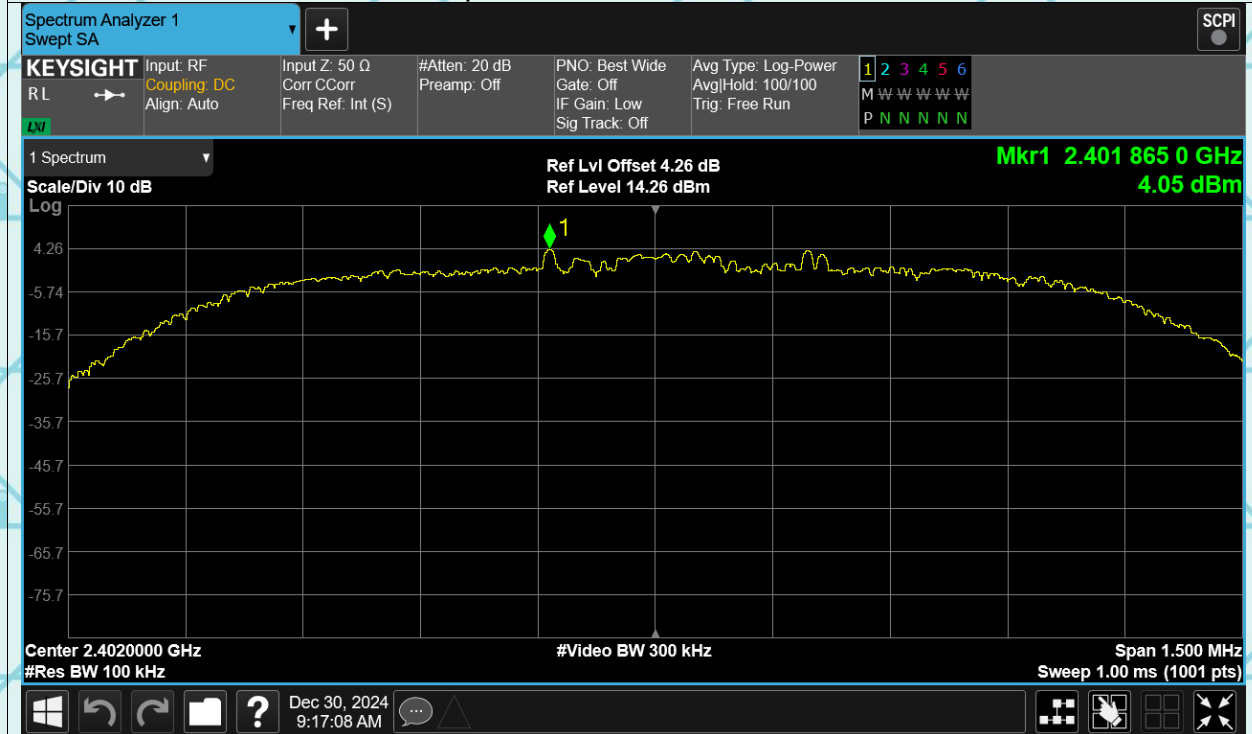 Spectrum Analyzer 1
Swept SA
+
SCPI
KEYSIGHT
R L
LXI
Input: RF
Coupling: DC
Align: Auto
Input Z: 50 Ω
Corr CCorr
Freq Ref: Int (S)
#Atten: 20 dB
Preamp: Off
PNO: Best Wide
Gate: Off
IF Gain: Low
Sig Track: Off
Avg Type: Log-Power
Avg|Hold: 100/100
Trig: Free Run
1 2 3 4 5 6
M W W W W W
P N N N N N
1 Spectrum
Scale/Div 10 dB
Log
Ref Lvl Offset 4.26 dB
Ref Level 14.26 dBm
Mkr1 2.401 865 0 GHz
4.05 dBm
1
4.26
-5.74
-15.7
-25.7
-35.7
-45.7
-55.7
-65.7
-75.7
Center 2.4020000 GHz
#Res BW 100 kHz
#Video BW 300 kHz
Span 1.500 MHz
Sweep 1.00 ms (1001 pts)
?
Dec 30, 2024
9:17:08 AM